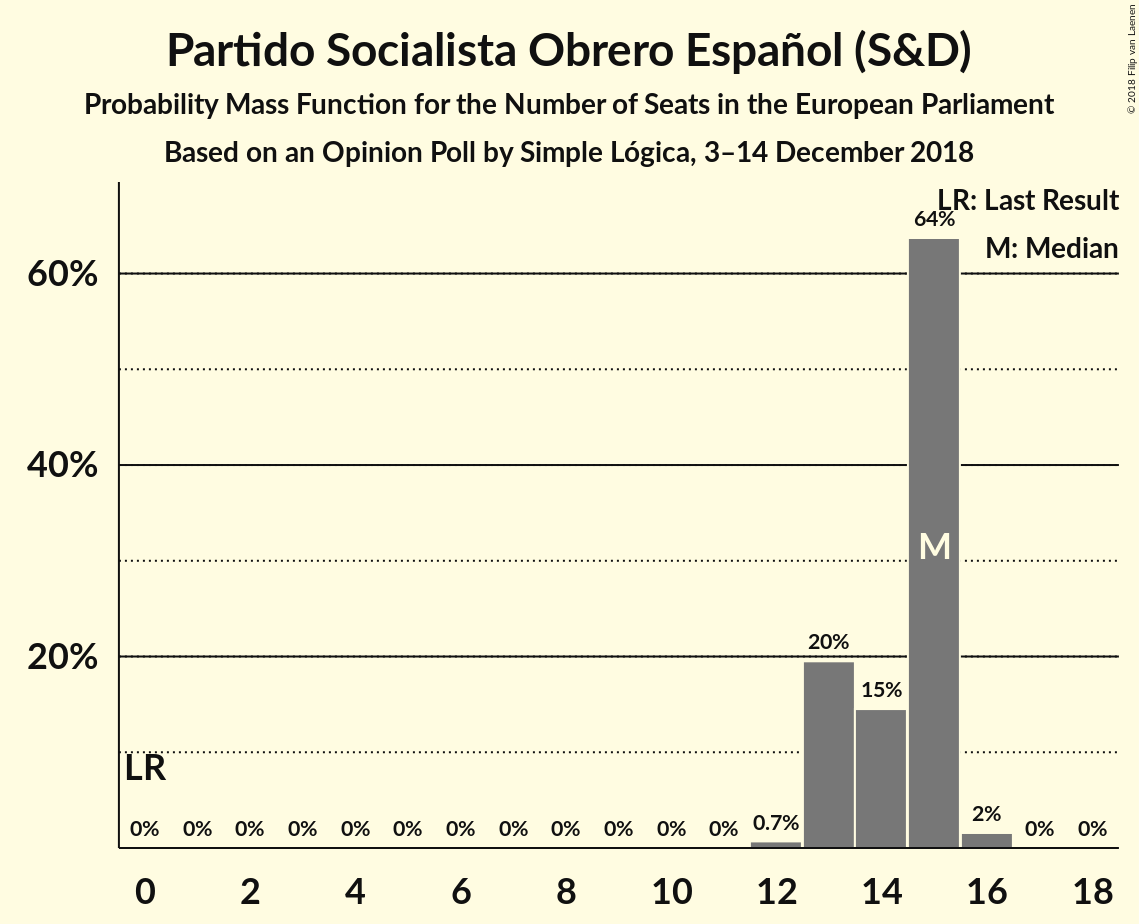 Partido Socialista Obrero Español (S&D)
Probability Mass Function for the Number of Seats in the European Parliament
Based on an Opinion Poll by Simple Lógica, 3–14 December 2018
© 2018 Filip van Laenen
LR: Last Result
M: Median
64%
60%
40%
M
20%
20%
15%
LR
0% 0% 0% 0% 0% 0% 0% 0% 0% 0% 0% 0% 0.7% 2% 0% 0%
0 2 4 6 8 10 12 14 16 18